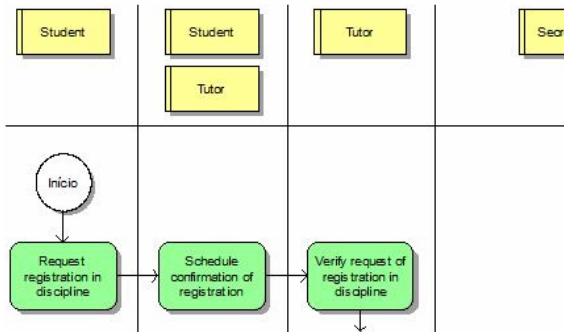 Student
Student
Tutor
Secre
Tutor
Início
Request
registration in
discipline
Schedule
confirmation of
registration
Verify request of
registration in
discipline